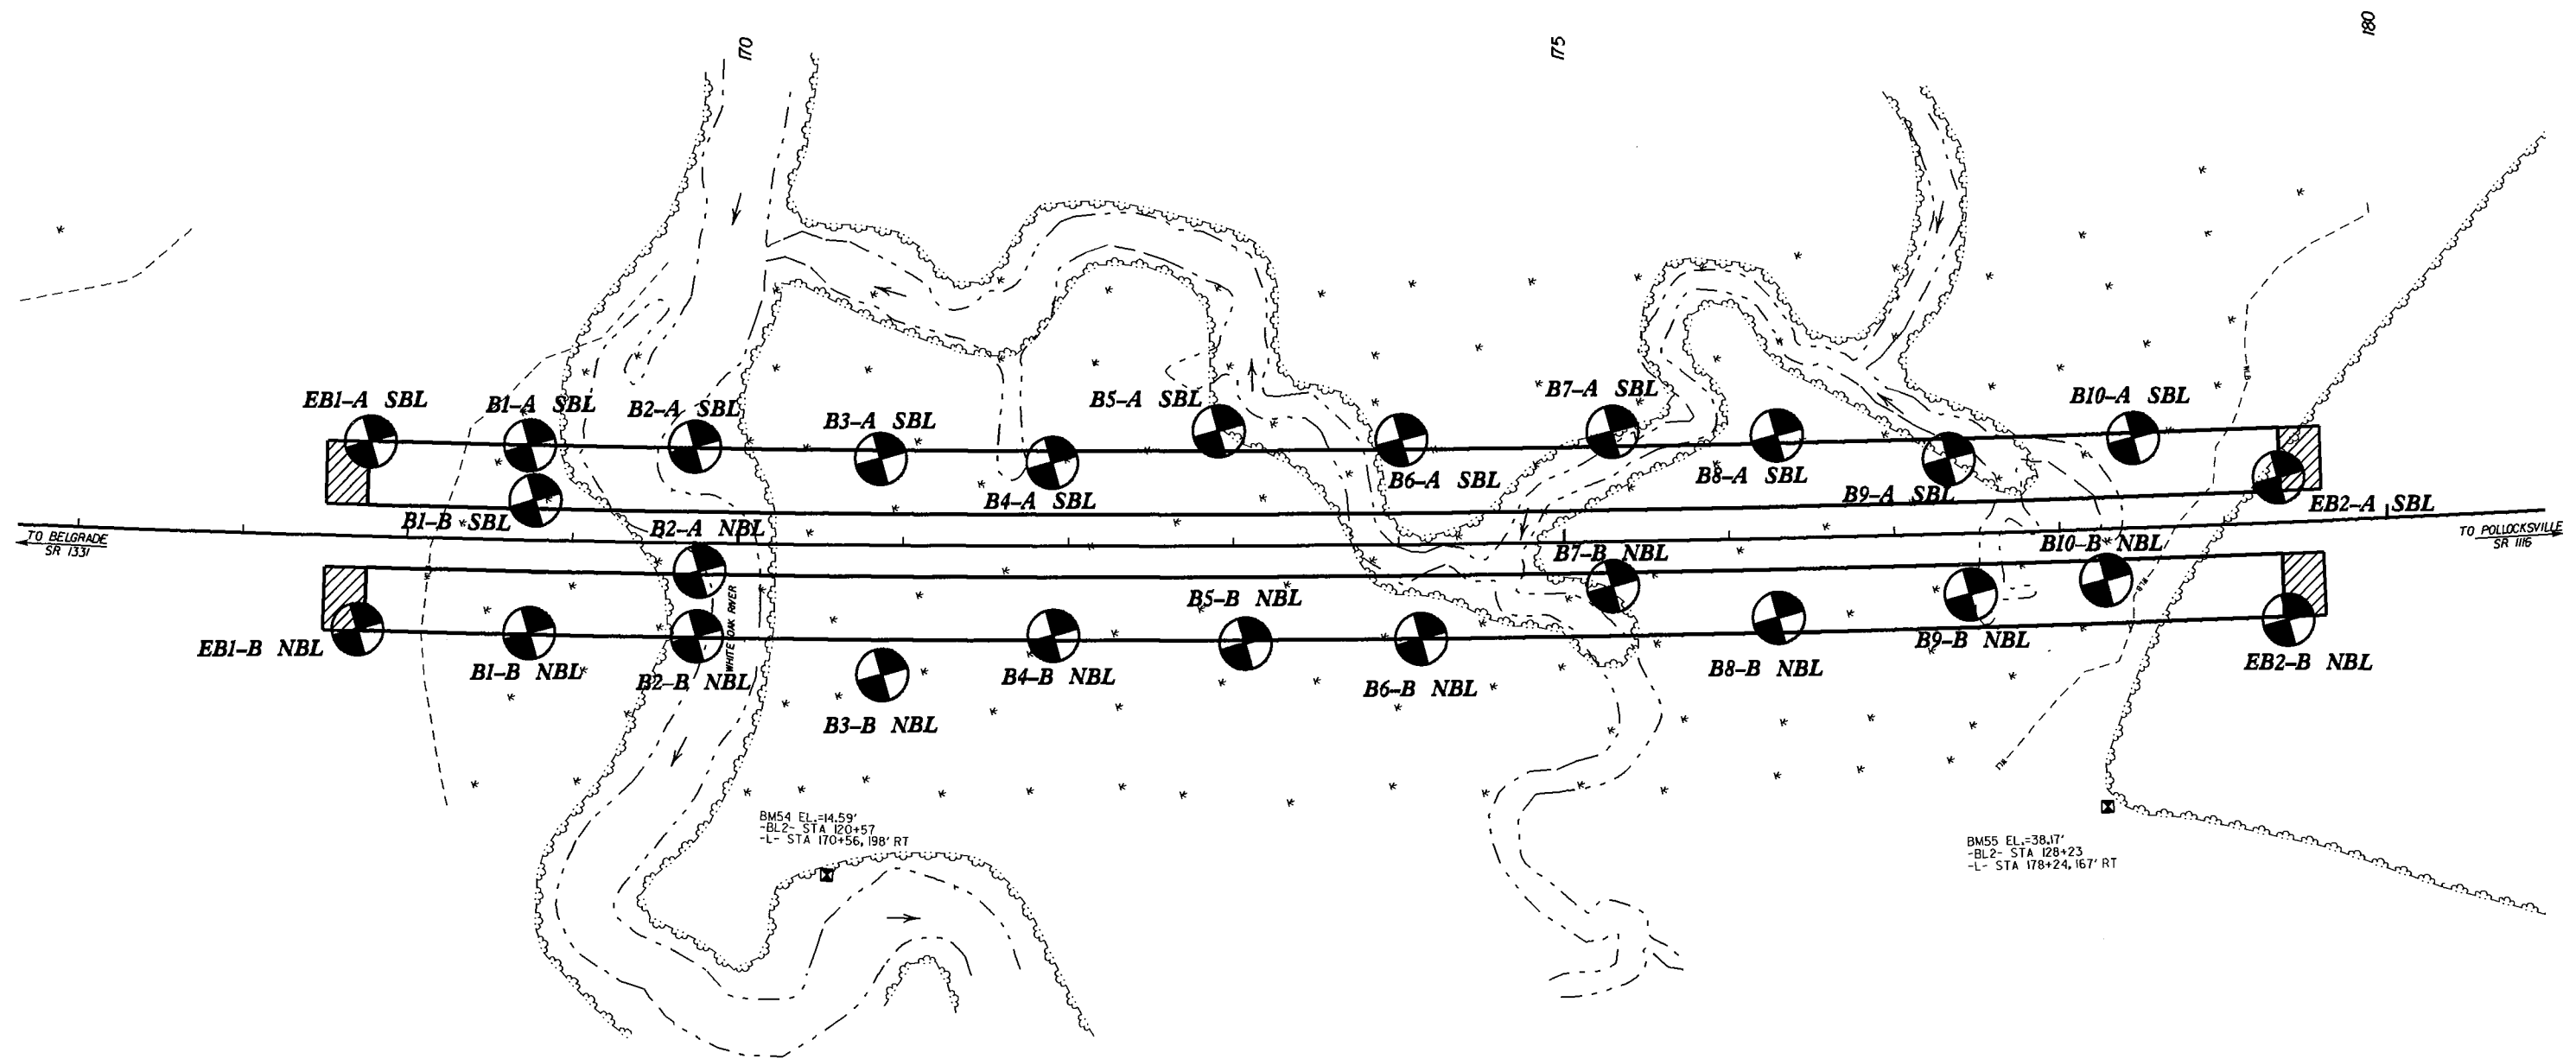 170
175
180
EB1-A SBL
B1-A SBL
B2-A SBL
B3-A SBL
B4-A SBL
B5-A SBL
B6-A SBL
B7-A SBL
B8-A SBL
B9-A SBL
B10-A SBL
EB2-A SBL
B1-B SBL
B2-A NBL
TO BELGRADE
SR 1331
TO POLLOCKSVILLE
SR 1116
B7-B NBL
B10-B NBL
B5-B NBL
WHITE OAK RIVER
EB1-B NBL
B1-B NBL
B2-B NBL
B3-B NBL
B4-B NBL
B6-B NBL
B8-B NBL
B9-B NBL
EB2-B NBL
BM54 EL.=14.59'
-BL2- STA 120+57
-L- STA 170+56, 198' RT
BM55 EL.=38.17'
-BL2- STA 128+23
-L- STA 178+24, 167' RT